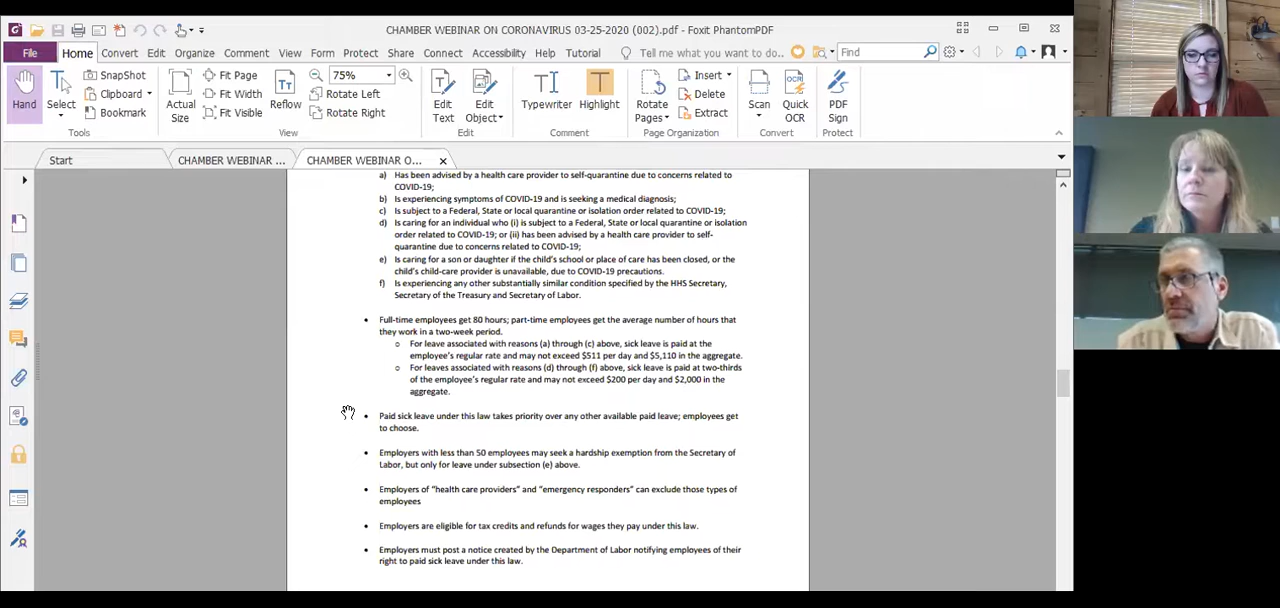 CHAMBER WEBINAR ON CORONAVIRUS 03-25-2020 (002).pdf - Foxit PhantomPDF
File Home Convert Edit Organize Comment View Form Protect Share Connect Accessibility Help Tutorial Tell me what you want to do... Find
Hand
Select
SnapShot
Clipboard
Bookmark
Tools
Actual Size
Fit Page
Fit Width
Fit Visible
Reflow
75%
Rotate Left
Rotate Right
View
Edit Text
Edit Object
Edit
Typewriter
Highlight
Comment
Rotate Pages
Insert
Delete
Extract
Page Organization
Scan
Quick OCR
Convert
PDF Sign
Protect
Start CHAMBER WEBINAR ... CHAMBER WEBINAR O...
a) Has been advised by a health care provider to self-quarantine due to concerns related to
COVID-19;
b) Is experiencing symptoms of COVID-19 and is seeking a medical diagnosis;
c) Is subject to a Federal, State or local quarantine or isolation order related to COVID-19;
d) Is caring for an individual who (i) is subject to a Federal, State or local quarantine or isolation
order related to COVID-19; or (ii) has been advised by a health care provider to self-
quarantine due to concerns related to COVID-19;
e) Is caring for a son or daughter if the child's school or place of care has been closed, or the
child's child-care provider is unavailable, due to COVID-19 precautions.
f) Is experiencing any other substantially similar condition specified by the HHS Secretary,
Secretary of the Treasury and Secretary of Labor.
• Full-time employees get 80 hours; part-time employees get the average number of hours that
they work in a two-week period.
o For leave associated with reasons (a) through (c) above, sick leave is paid at the
employee's regular rate and may not exceed $511 per day and $5,110 in the aggregate.
o For leaves associated with reasons (d) through (f) above, sick leave is paid at two-thirds
of the employee's regular rate and may not exceed $200 per day and $2,000 in the
aggregate.
• Paid sick leave under this law takes priority over any other available paid leave; employees get
to choose.
• Employers with less than 50 employees may seek a hardship exemption from the Secretary of
Labor, but only for leave under subsection (e) above.
• Employers of "health care providers" and "emergency responders" can exclude those types of
employees
• Employers are eligible for tax credits and refunds for wages they pay under this law.
• Employers must post a notice created by the Department of Labor notifying employees of their
right to paid sick leave under this law.